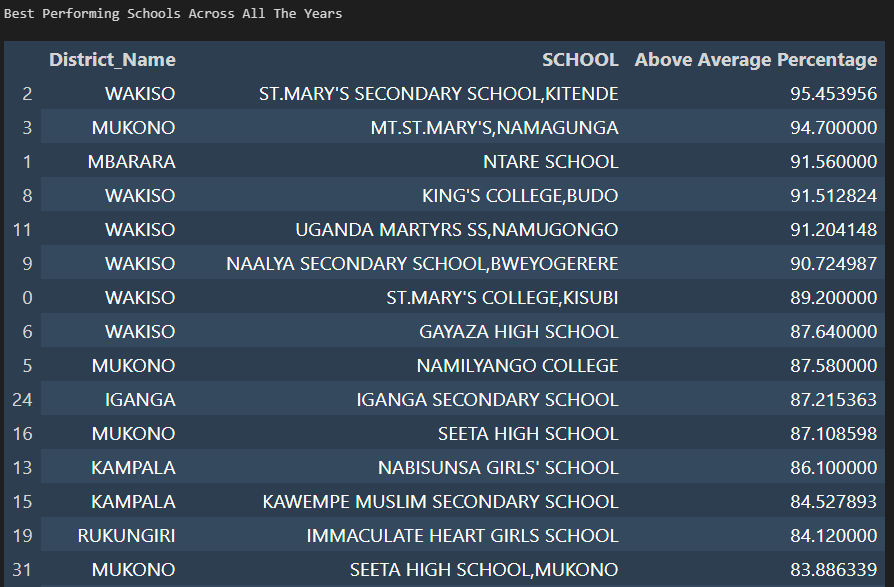 Best Performing Schools Across All The Years
District_Name SCHOOL Above Average Percentage
2 WAKISO ST.MARY'S SECONDARY SCHOOL,KITENDE 95.453956
3 MUKONO MT.ST.MARY'S,NAMAGUNGA 94.700000
1 MBARARA NTARE SCHOOL 91.560000
8 WAKISO KING'S COLLEGE,BUDO 91.512824
11 WAKISO UGANDA MARTYRS SS,NAMUGONGO 91.204148
9 WAKISO NAALYA SECONDARY SCHOOL,BWEYOGERERE 90.724987
0 WAKISO ST.MARY'S COLLEGE,KISUBI 89.200000
6 WAKISO GAYAZA HIGH SCHOOL 87.640000
5 MUKONO NAMILYANGO COLLEGE 87.580000
24 IGANGA IGANGA SECONDARY SCHOOL 87.215363
16 MUKONO SEETA HIGH SCHOOL 87.108598
13 KAMPALA NABISUNSA GIRLS' SCHOOL 86.100000
15 KAMPALA KAWEMPE MUSLIM SECONDARY SCHOOL 84.527893
19 RUKUNGIRI IMMACULATE HEART GIRLS SCHOOL 84.120000
31 MUKONO SEETA HIGH SCHOOL,MUKONO 83.886339